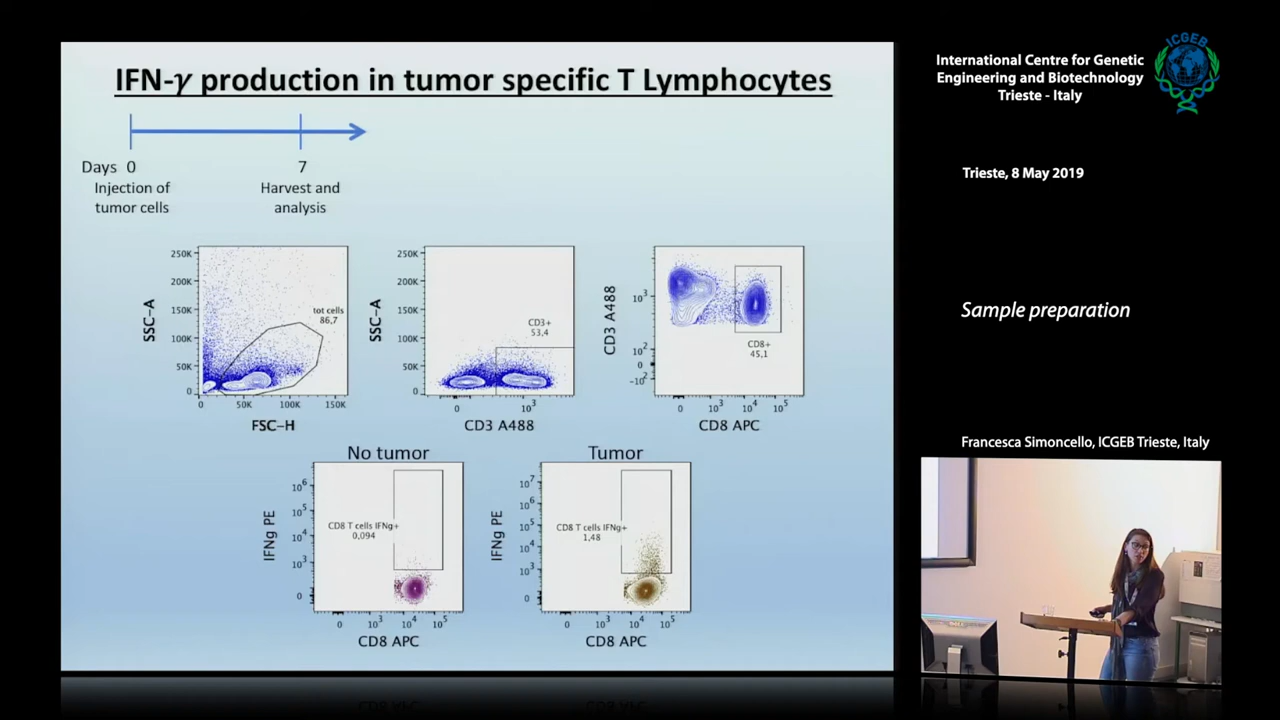 IFN-γ production in tumor specific T Lymphocytes
Days 0
7
Injection of
tumor cells
Harvest and
analysis
250K
200K
150K
100K
50K
0
SSC-A
tot cells
86,7
0
50K
100K
150K
FSC-H
250K
200K
150K
100K
50K
0
SSC-A
CD3+
53,4
0
10³
CD3 A488
10³
10²
0
-10²
CD3 A488
CD8+
45,1
0
10³
10⁴
10⁵
CD8 APC
No tumor
10⁶
10⁵
10⁴
10³
0
IFNg PE
CD8 T cells IFNg+
0,094
0
10³
10⁴
10⁵
CD8 APC
Tumor
10⁷
10⁶
10⁵
10⁴
10³
0
IFNg PE
CD8 T cells IFNg+
1,48
0
10³
10⁴
10⁵
CD8 APC
International Centre for Genetic
Engineering and Biotechnology
Trieste - Italy
ICGEB
Trieste, 8 May 2019
Sample preparation
Francesca Simoncello, ICGEB Trieste, Italy